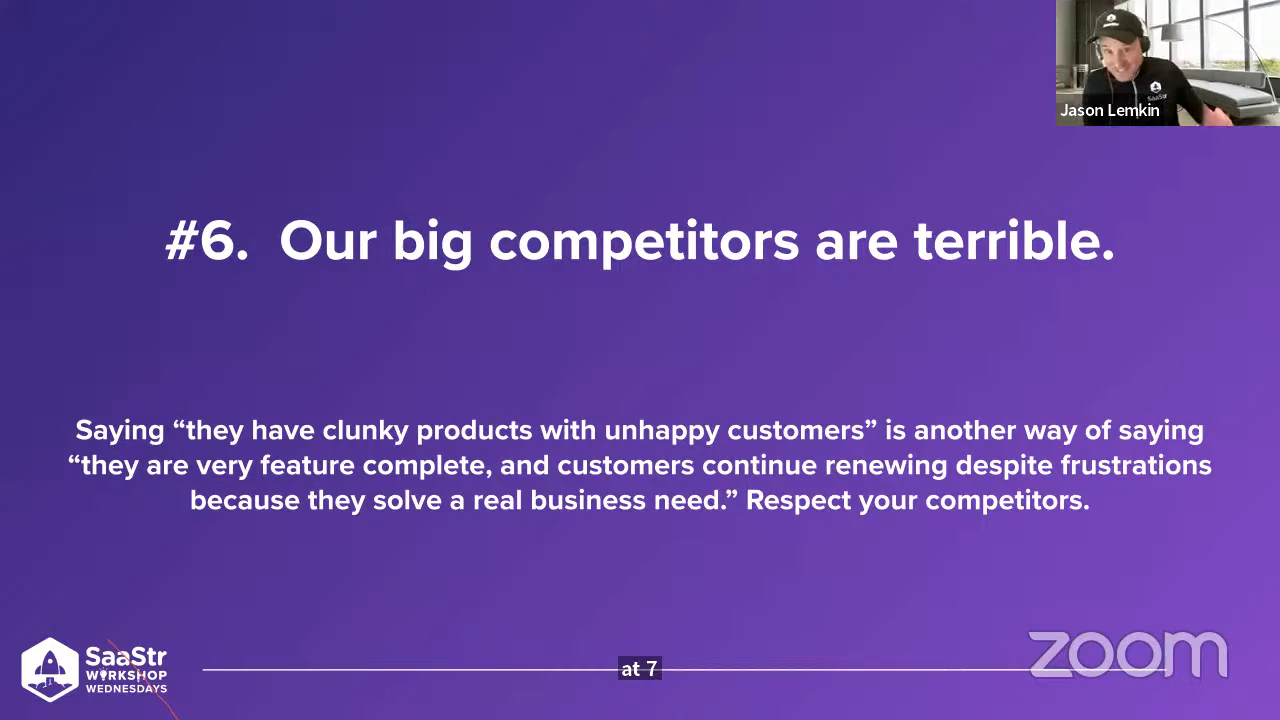 Jason Lemkin
#6. Our big competitors are terrible.
Saying “they have clunky products with unhappy customers” is another way of saying
“they are very feature complete, and customers continue renewing despite frustrations
because they solve a real business need.” Respect your competitors.
SaaStr
WORKSHOP
WEDNESDAYS
at 7
zoom
SaaStr